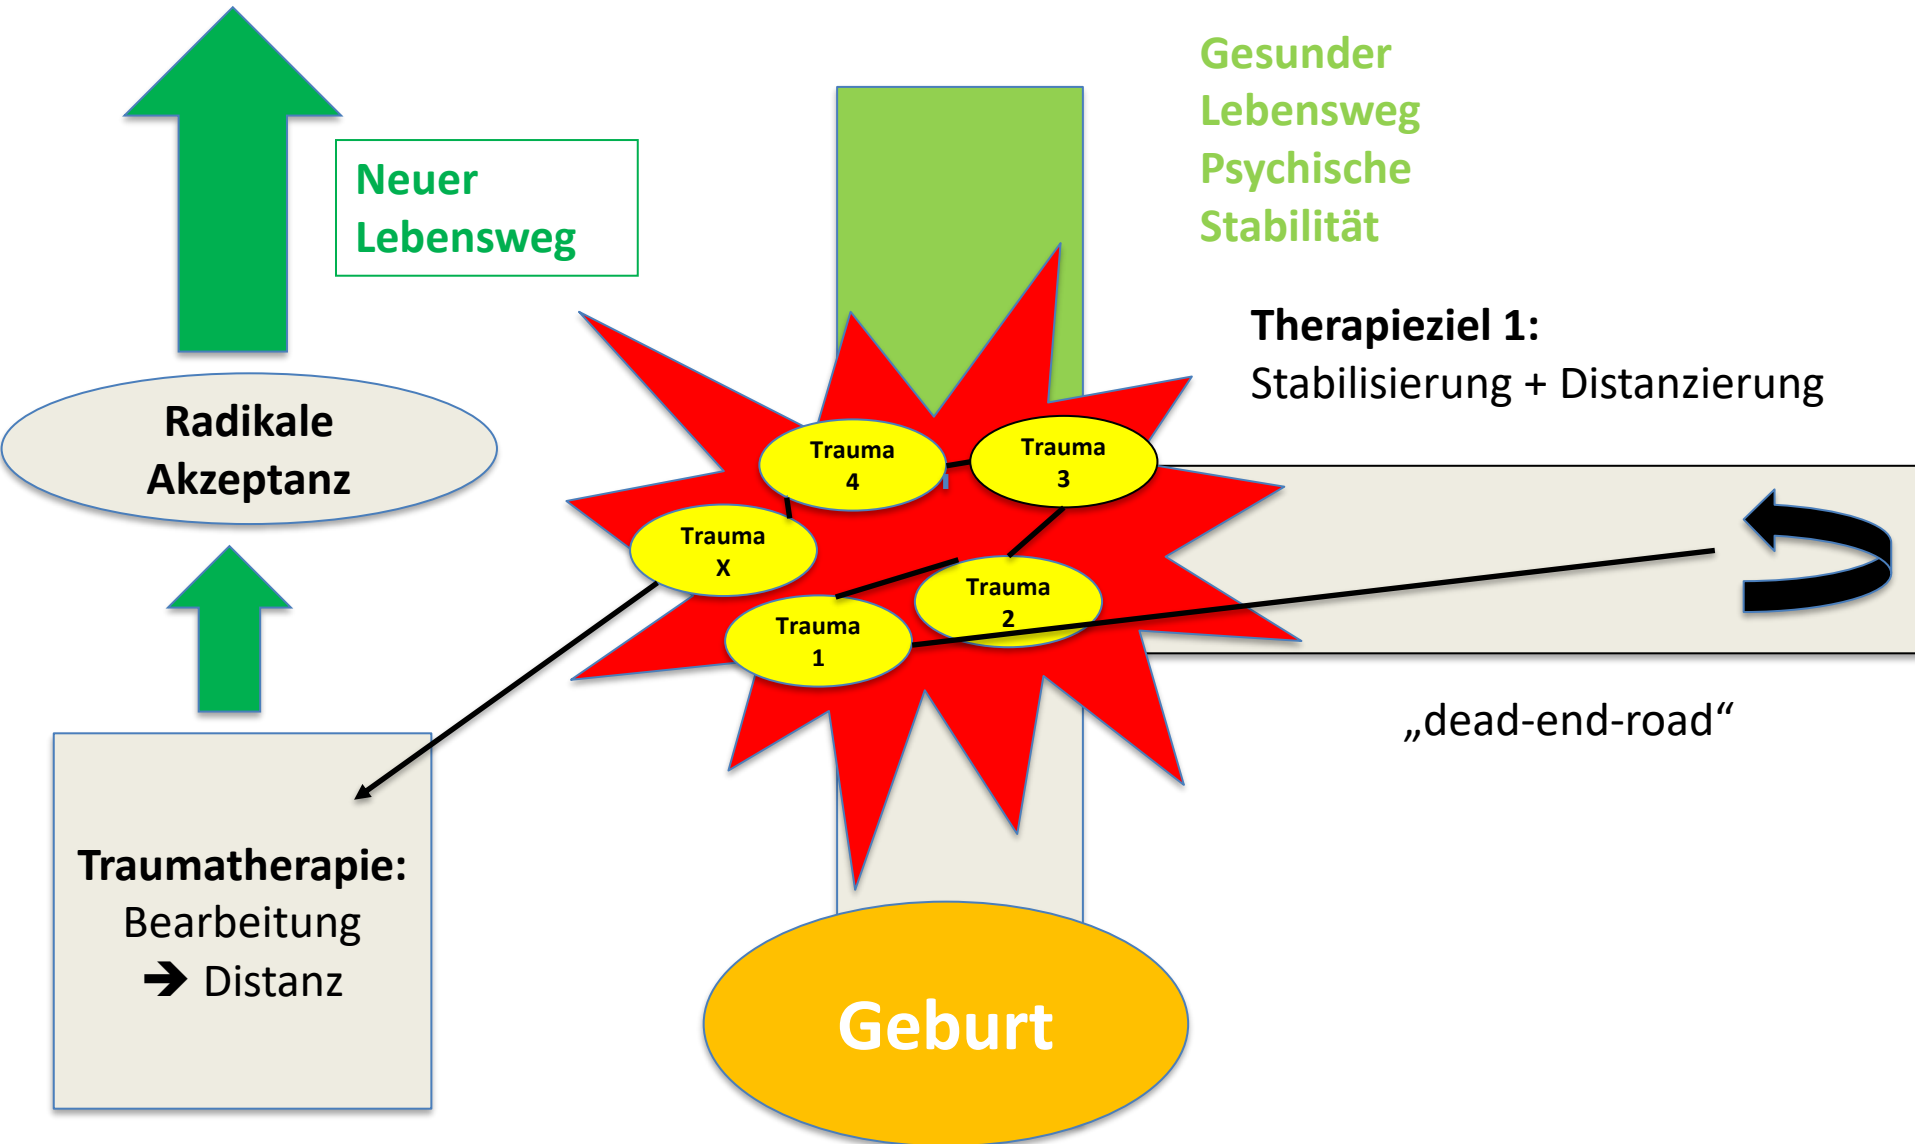 Gesunder
Lebensweg
Psychische
Stabilität
Neuer
Lebensweg
Therapieziel 1:
Stabilisierung + Distanzierung
Radikale
Akzeptanz
Trauma
4
Trauma
3
Trauma
X
Trauma
2
Trauma
1
„dead-end-road“
Traumatherapie:
Bearbeitung
➔ Distanz
Geburt